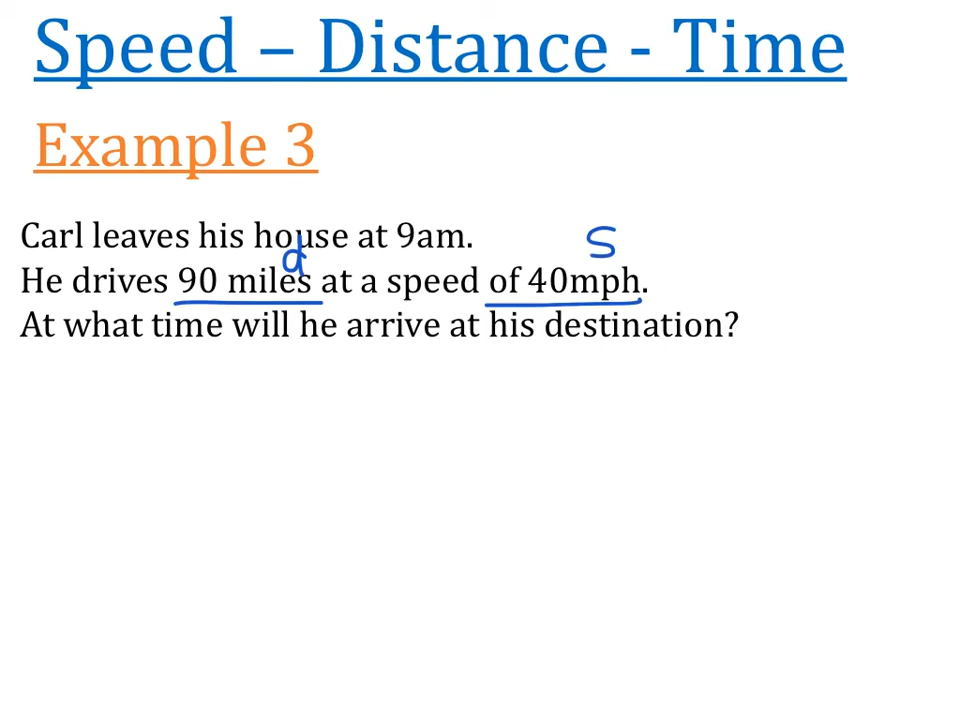 Speed – Distance - Time
Example 3
Carl leaves his house at 9am.
d
S
He drives 90 miles at a speed of 40mph.
At what time will he arrive at his destination?